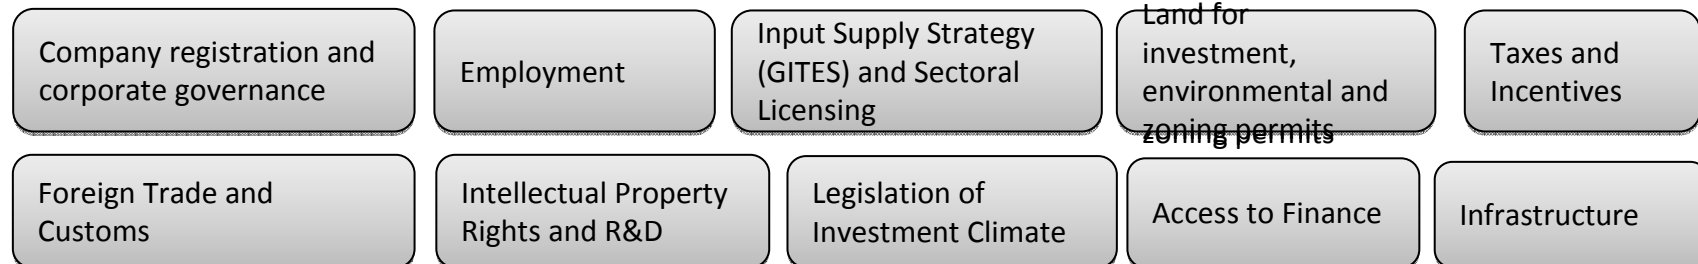 Company registration and
corporate governance
Employment
Input Supply Strategy
(GITES) and Sectoral
Licensing
Land for
investment,
environmental and
zoning permits
Taxes and
Incentives
Foreign Trade and
Customs
Intellectual Property
Rights and R&D
Legislation of
Investment Climate
Access to Finance
Infrastructure